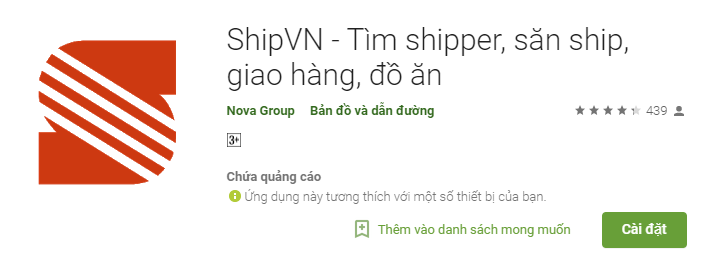 ShipVN - Tìm shipper, săn ship,
giao hàng, đồ ăn
Nova Group Bản đồ và dẫn đường 439
3+
Chứa quảng cáo
Ứng dụng này tương thích với một số thiết bị của bạn.
Thêm vào danh sách mong muốn Cài đặt